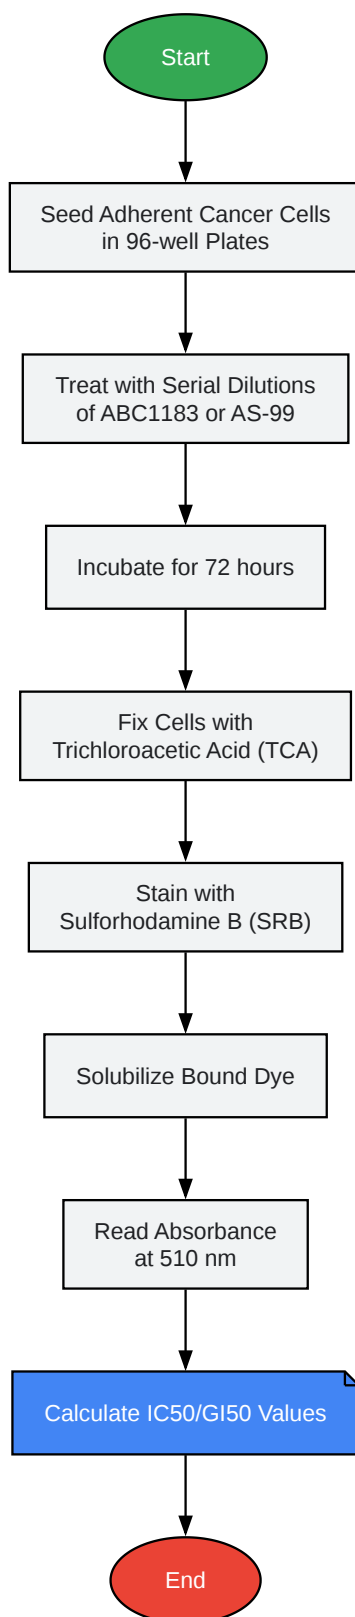 Start
Seed Adherent Cancer Cells
in 96-well Plates
Treat with Serial Dilutions
of ABC1183 or AS-99
Incubate for 72 hours
Fix Cells with
Trichloroacetic Acid (TCA)
Stain with
Sulforhodamine B (SRB)
Solubilize Bound Dye
Read Absorbance
at 510 nm
Calculate IC50/GI50 Values
End